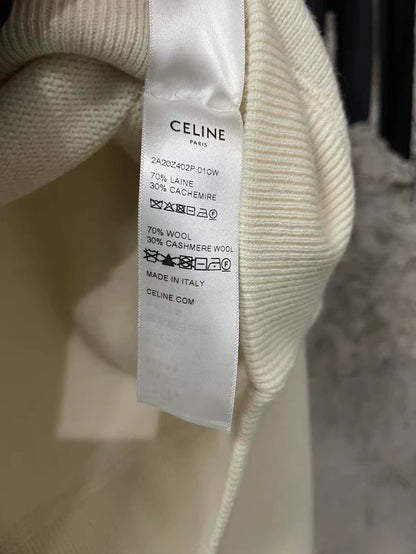 CELINE
PARIS
2A20Z402P.01OW
70% LAINE
30% CACHEMIRE
70% WOOL
30% CASHMERE WOOL
MADE IN ITALY
CELINE.COM